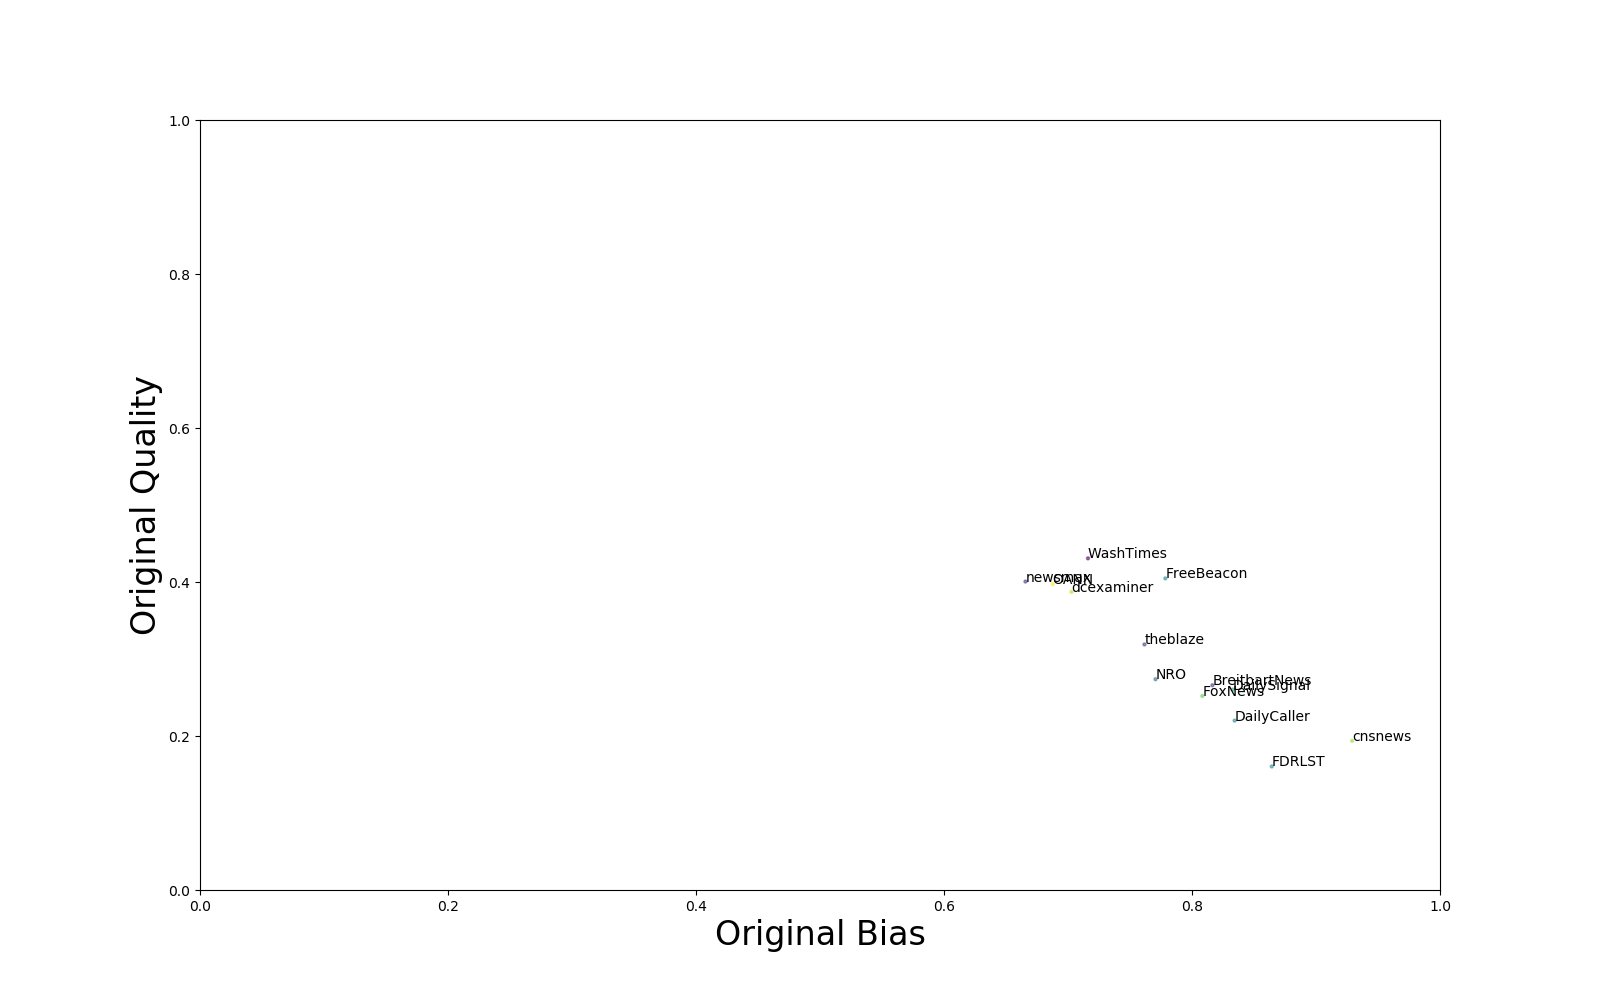 1.0
0.8
0.6
0.4
0.2
0.0
Original Quality
WashTimes
FreeBeacon
newsmax
OANN
dcexaminer
theblaze
NRO
BreitbartNews
DailySignal
FoxNews
DailyCaller
cnsnews
FDRLST
0.0 0.2 0.4 0.6 0.8 1.0
Original Bias